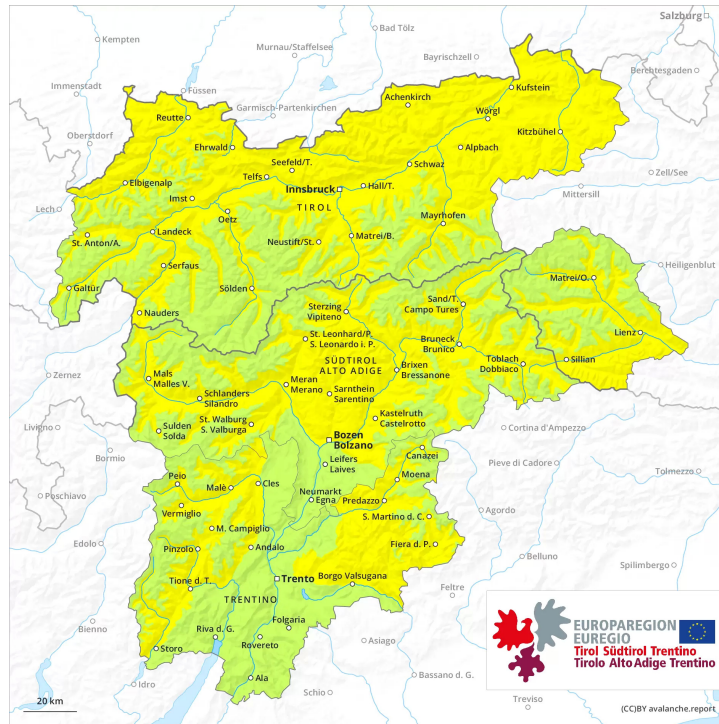 Salzburg
Kempten
Bad Tölz
Murnau/Staffelsee
Bayrischzell
Berchtesgaden
Immenstadt
Füssen
Garmisch-Partenkirchen
Kufstein
Achenkirch
Reutte
Wörgl
Oberstdorf
Ehrwald
Kitzbühel
Alpbach
Seefeld/T.
Schwaz
Telfs
Zell/See
Elbigenalp
Innsbruck
Hall/T.
Mittersill
Imst
TIROL
Lech
Oetz
Mayrhofen
Landeck
St. Anton/A.
Neustift/St.
Matrei/B.
Serfaus
Heiligenblut
Matrei/O.
Galtür
Sölden
Sterzing
Vipiteno
Sand/T.
Campo Tures
Nauders
Lienz
St. Leonhard/P.
S. Leonardo i. P.
Bruneck
Brunico
SÜDTIROL
ALTO ADIGE
Toblach
Dobbiaco
Sillian
Zernez
Mals
Malles V.
Brixen
Bressanone
Meran
Merano
Schlanders
Silandro
Sarnthein
Sarentino
St. Walburg
S. Valburga
Kastelruth
Castelrotto
Livigno
Sulden
Solda
Cortina d'Ampezzo
Bozen
Bolzano
Bormio
Canazei
Leifers
Laives
Pieve di Cadore
Tolmezzo
Peio
Moena
Malè
Cles
Poschiavo
Neumarkt
Egna
Predazzo
Vermiglio
Agordo
S. Martino d. C.
M. Campiglio
Edolo
Fiera d. P.
Pinzolo
Andalo
Belluno
Spilimbergo
Trento
Borgo Valsugana
Tione d. T.
Feltre
TRENTINO
Folgaria
Bienno
Riva d. G.
Rovereto
Asiago
Storo
Ala
Bassano d. G.
Idro
Schio
Treviso
EUROPAREGION
EUREGIO
Tirol Südtirol Trentino
Tirolo Alto Adige Trentino
20 km
(CC)BY avalanche.report